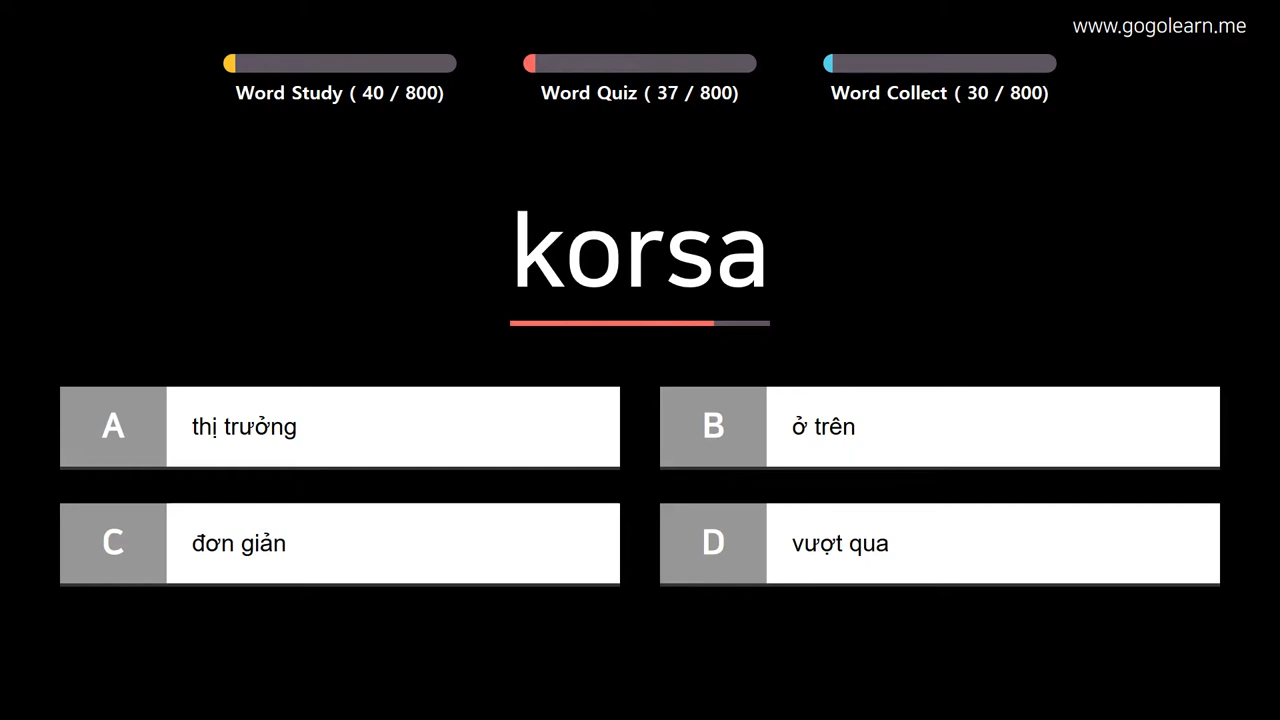 www.gogolearn.me
Word Study ( 40 / 800)
Word Quiz ( 37 / 800)
Word Collect ( 30 / 800)
korsa
A thị trưởng
B ở trên
C đơn giản
D vượt qua